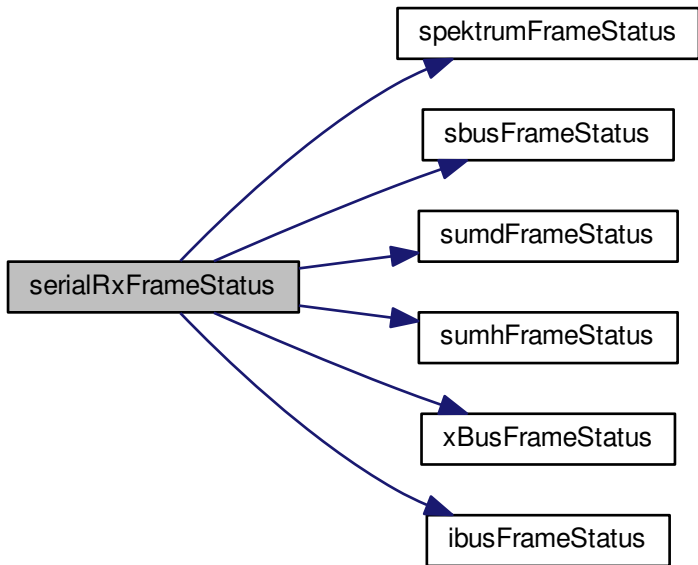 spektrumFrameStatus
sbusFrameStatus
sumdFrameStatus
serialRxFrameStatus
sumhFrameStatus
xBusFrameStatus
ibusFrameStatus